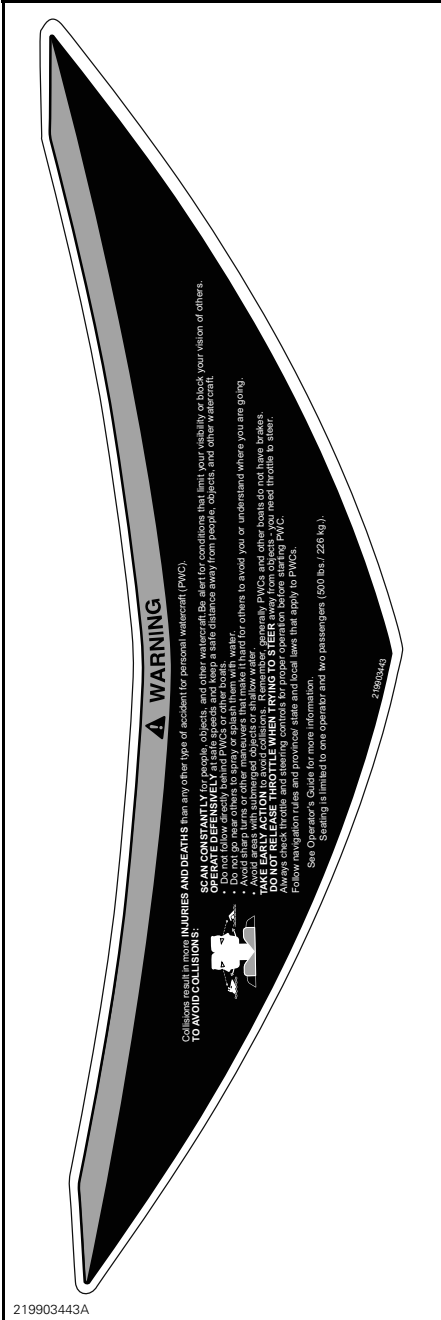 WARNING
Collisions result in more INJURIES AND DEATHS than any other type of accident for personal watercraft (PWC).
TO AVOID COLLISIONS:
SCAN CONSTANTLY for people, objects, and other watercraft.Be alert for conditions that limit your visibility or block your vision of others.
OPERATE DEFENSIVELY at safe speeds and keep a safe distance away from people, objects, and other watercraft.
• Do not follow directly behind PWCs or other boats.
• Do not go near others to spray or splash them with water.
• Avoid sharp turns or other maneuvers that make it hard for others to avoid you or understand where you are going.
• Avoid areas with submerged objects or shallow water.
TAKE EARLY ACTION to avoid collisions. Remember, generally PWCs and other boats do not have brakes.
DO NOT RELEASE THROTTLE WHEN TRYING TO STEER away from objects - you need throttle to steer.
Always check throttle and steering controls for proper operation before starting PWC.
Follow navigation rules and province/ state and local laws that apply to PWCs.
See Operator's Guide for more information.
Seating is limited to one operator and two passengers (500 lbs./ 226 kg.).
219903443
219903443A